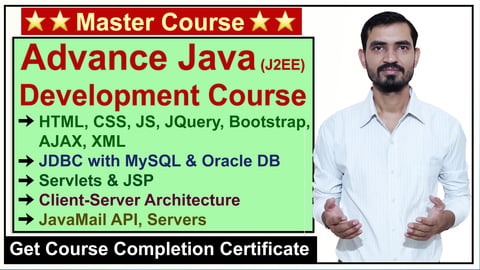 Master Course
Advance Java (J2EE)
Development Course
➔ HTML, CSS, JS, JQuery, Bootstrap,
AJAX, XML
➔ JDBC with MySQL & Oracle DB
➔ Servlets & JSP
➔ Client-Server Architecture
➔ JavaMail API, Servers
Get Course Completion Certificate